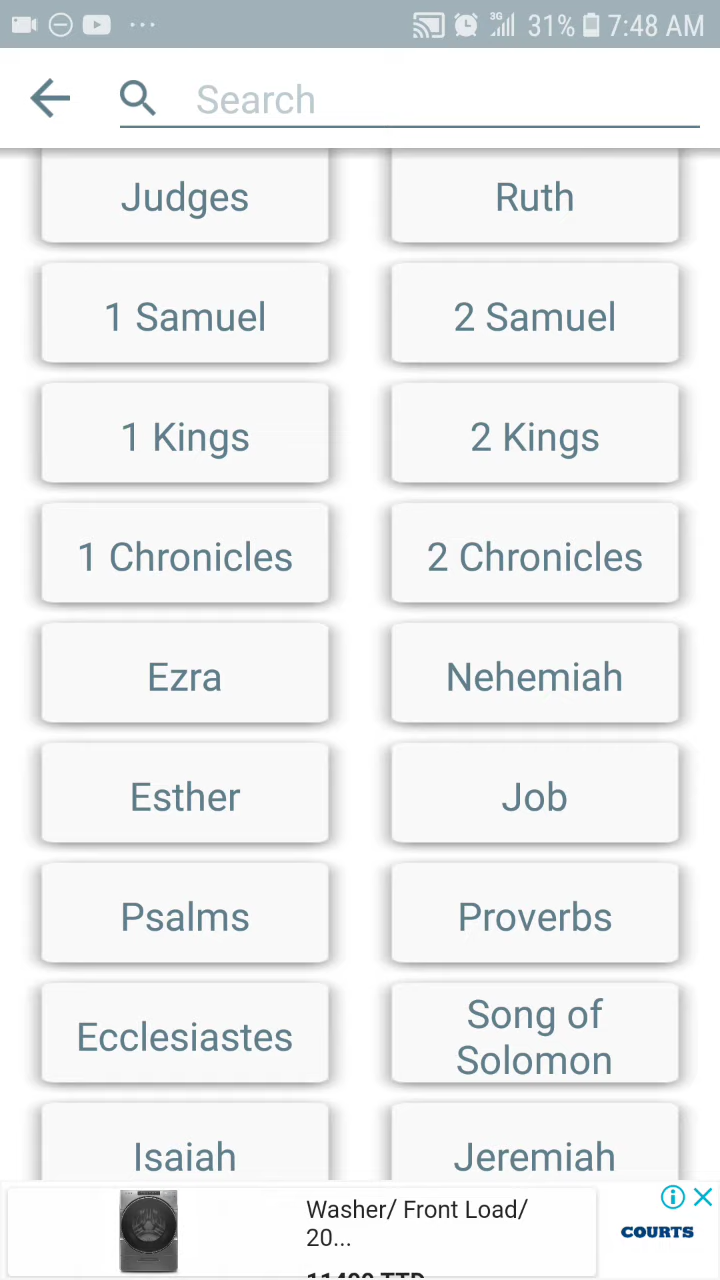 3G 31% 7:48 AM
Search
Judges
Ruth
1 Samuel
2 Samuel
1 Kings
2 Kings
1 Chronicles
2 Chronicles
Ezra
Nehemiah
Esther
Job
Psalms
Proverbs
Ecclesiastes
Song of
Solomon
Isaiah
Jeremiah
Washer/ Front Load/
20...
COURTS